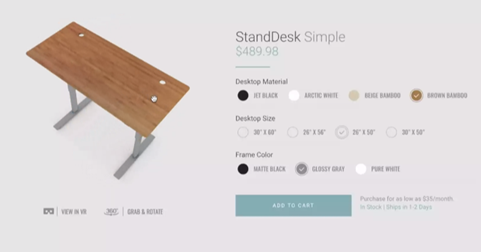 StandDesk Simple
$489.98
Desktop Material
JET BLACK
ARCTIC WHITE
BEIGE BAMBOO
BROWN BAMBOO
Desktop Size
30" X 60"
26" X 56"
26" X 50"
30" X 50"
Frame Color
MATTE BLACK
GLOSSY GRAY
PURE WHITE
VIEW IN VR
360°
GRAB & ROTATE
ADD TO CART
Purchase for as low as $35/month
In Stock | Ships in 1-2 Days